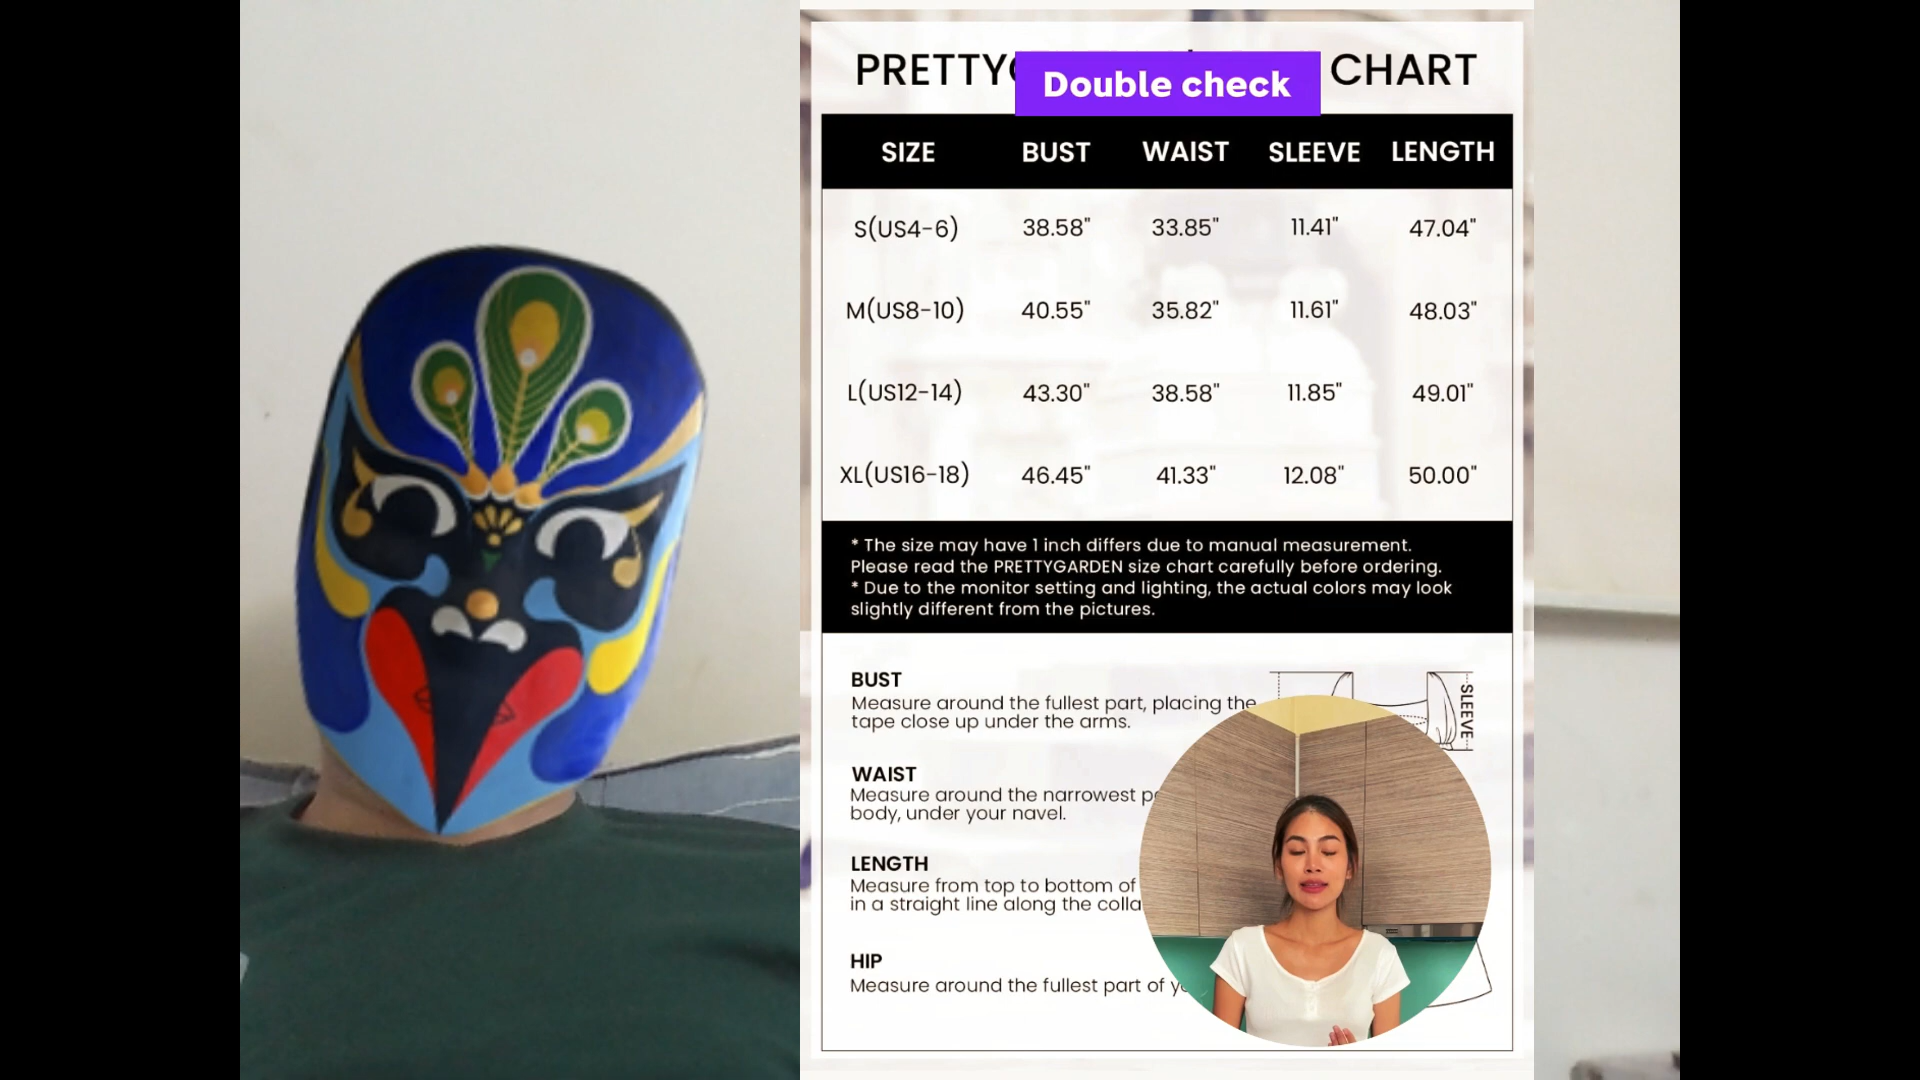 PRETTY CHART
Double check
SIZE BUST WAIST SLEEVE LENGTH
S(US4-6) 38.58" 33.85" 11.41" 47.04"
M(US8-10) 40.55" 35.82" 11.61" 48.03"
L(US12-14) 43.30" 38.58" 11.85" 49.01"
XL(US16-18) 46.45" 41.33" 12.08" 50.00"
* The size may have 1 inch differs due to manual measurement.
Please read the PRETTYGARDEN size chart carefully before ordering.
* Due to the monitor setting and lighting, the actual colors may look
slightly different from the pictures.
BUST
Measure around the fullest part, placing the
tape close up under the arms.
SLEEVE
WAIST
Measure around the narrowest
body, under your navel.
LENGTH
Measure from top to bottom of
in a straight line along the
HIP
Measure around the fullest part of